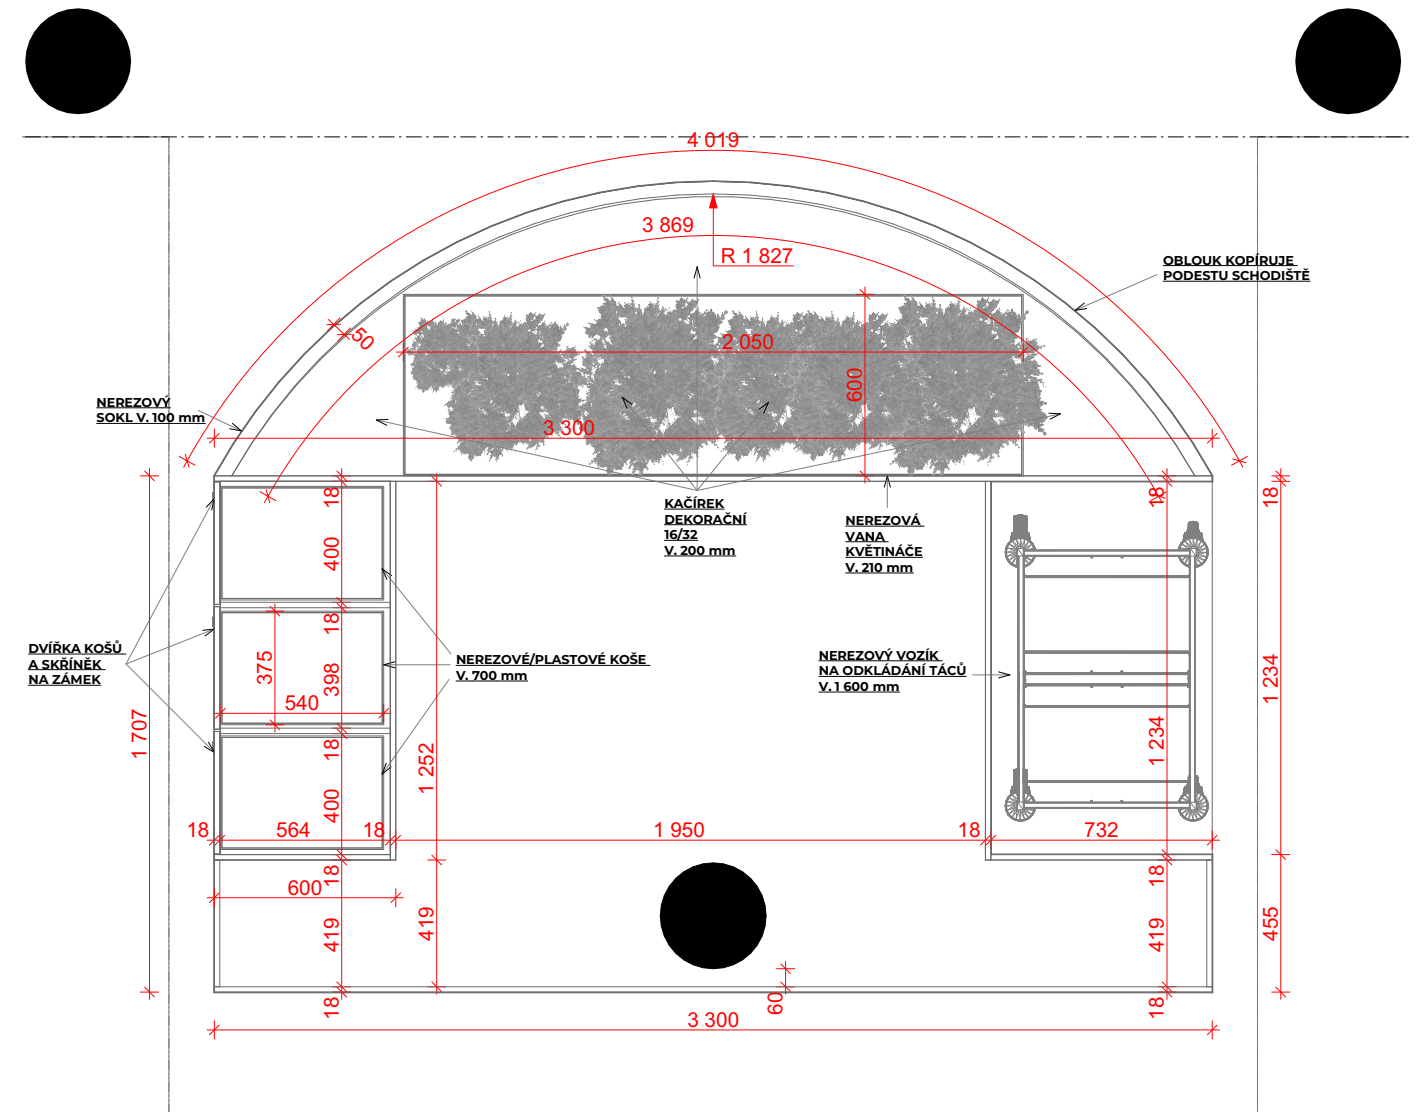 4 019
3 869
R 1 827
OBLOUK KOPÍRUJE
PODESTU SCHODIŠTĚ
50
2 050
600
NEREZOVÝ
SOKL V. 100 mm
3 300
18
18
18
KAČÍREK
DEKORAČNÍ
16/32
V. 200 mm
NEREZOVÁ
VANA
KVĚTINÁČE
V. 210 mm
400
18
DVÍŘKA KOŠŮ
A SKŘÍNĚK
NA ZÁMEK
375
398
540
NEREZOVÉ/PLASTOVÉ KOŠE
V. 700 mm
NEREZOVÝ VOZÍK
NA ODKLÁDÁNÍ TÁCŮ
V. 1 600 mm
1 234
1 707
18
1 252
1 234
400
18
564
18
1 950
18
732
18
600
18
419
419
419
455
18
60
18
3 300